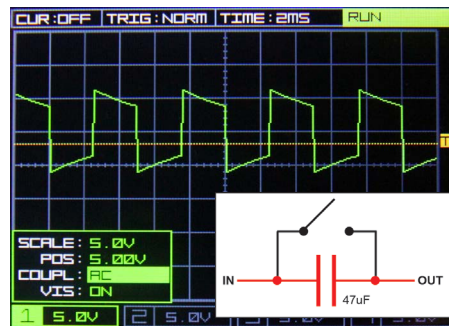 CUR:OFF TRIG:NORM TIME:2MS RUN
T
SCALE: 5.0V
POS: 5.00V
COUPL: AC
VIS: ON
IN OUT
47uF
1 5.0V 2 5.0V